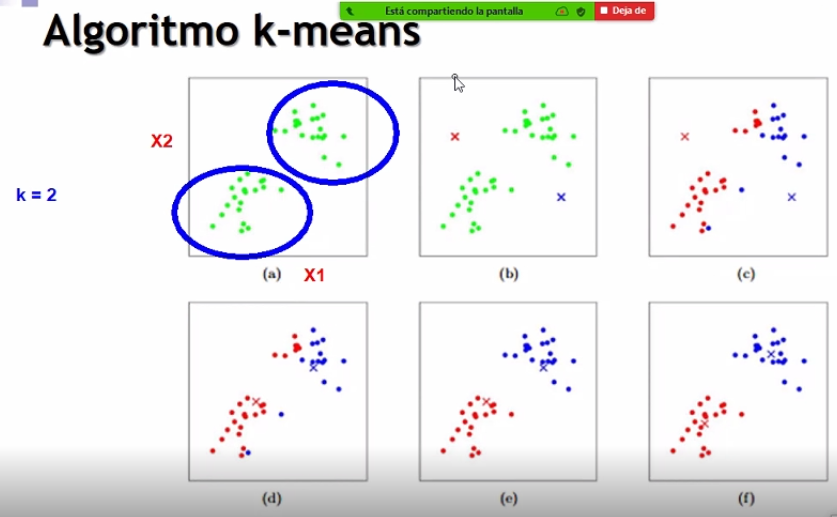 Está compartiendo la pantalla
Deja de
Algoritmo k-means
X2
k = 2
(a)
X1
(b)
(c)
(d)
(e)
(f)